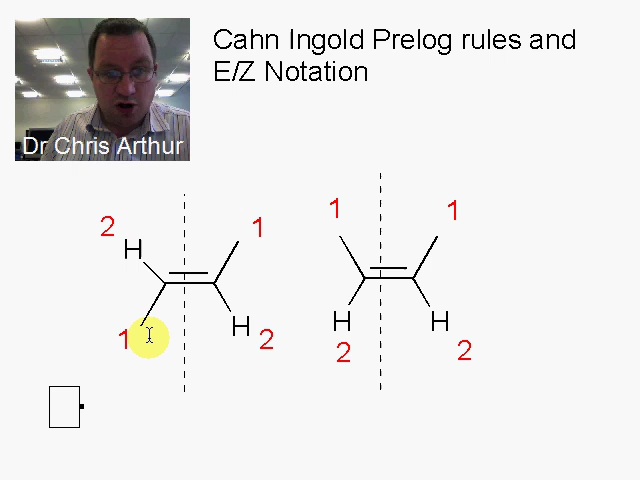 Cahn Ingold Prelog rules and
E/Z Notation
Dr Chris Arthur
2 1 1 1
H
1 H 2 H H
2 2